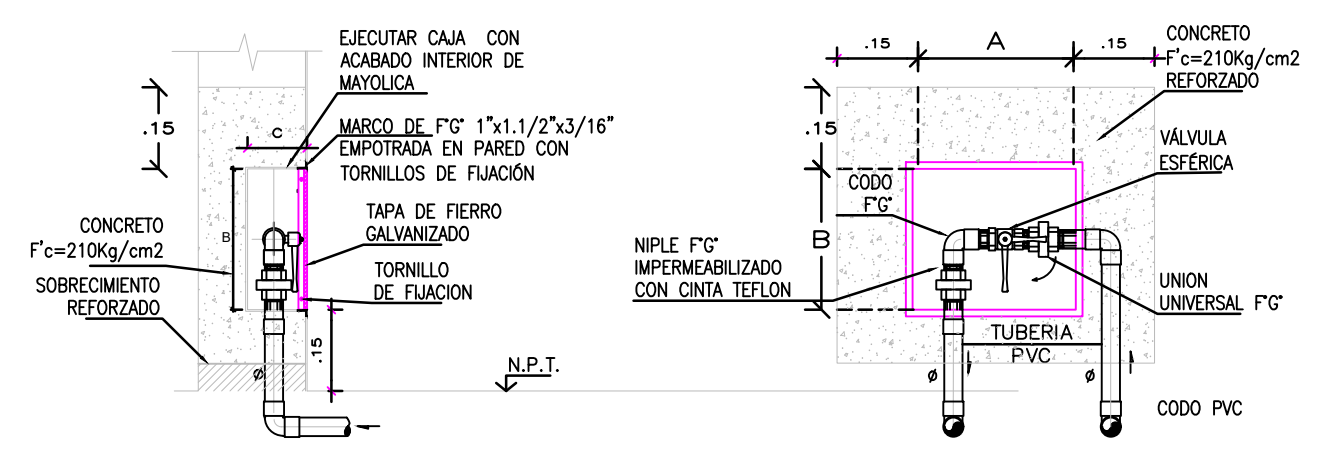 EJECUTAR CAJA CON
ACABADO INTERIOR DE
MAYOLICA
.15
C
MARCO DE F°G° 1"x1.1/2"x3/16"
EMPOTRADA EN PARED CON
TORNILLOS DE FIJACIÓN
TAPA DE FIERRO
GALVANIZADO
CONCRETO
F'c=210Kg/cm2
B
TORNILLO
DE FIJACION
SOBRECIMIENTO
REFORZADO
.15
Ø
N.P.T.
.15
A
.15
CONCRETO
F'c=210Kg/cm2
REFORZADO
.15
VÁLVULA
ESFÉRICA
CODO
F°G°
B
NIPLE F°G°
IMPERMEABILIZADO
CON CINTA TEFLON
UNION
UNIVERSAL F°G°
TUBERIA
PVC
Ø
Ø
CODO PVC